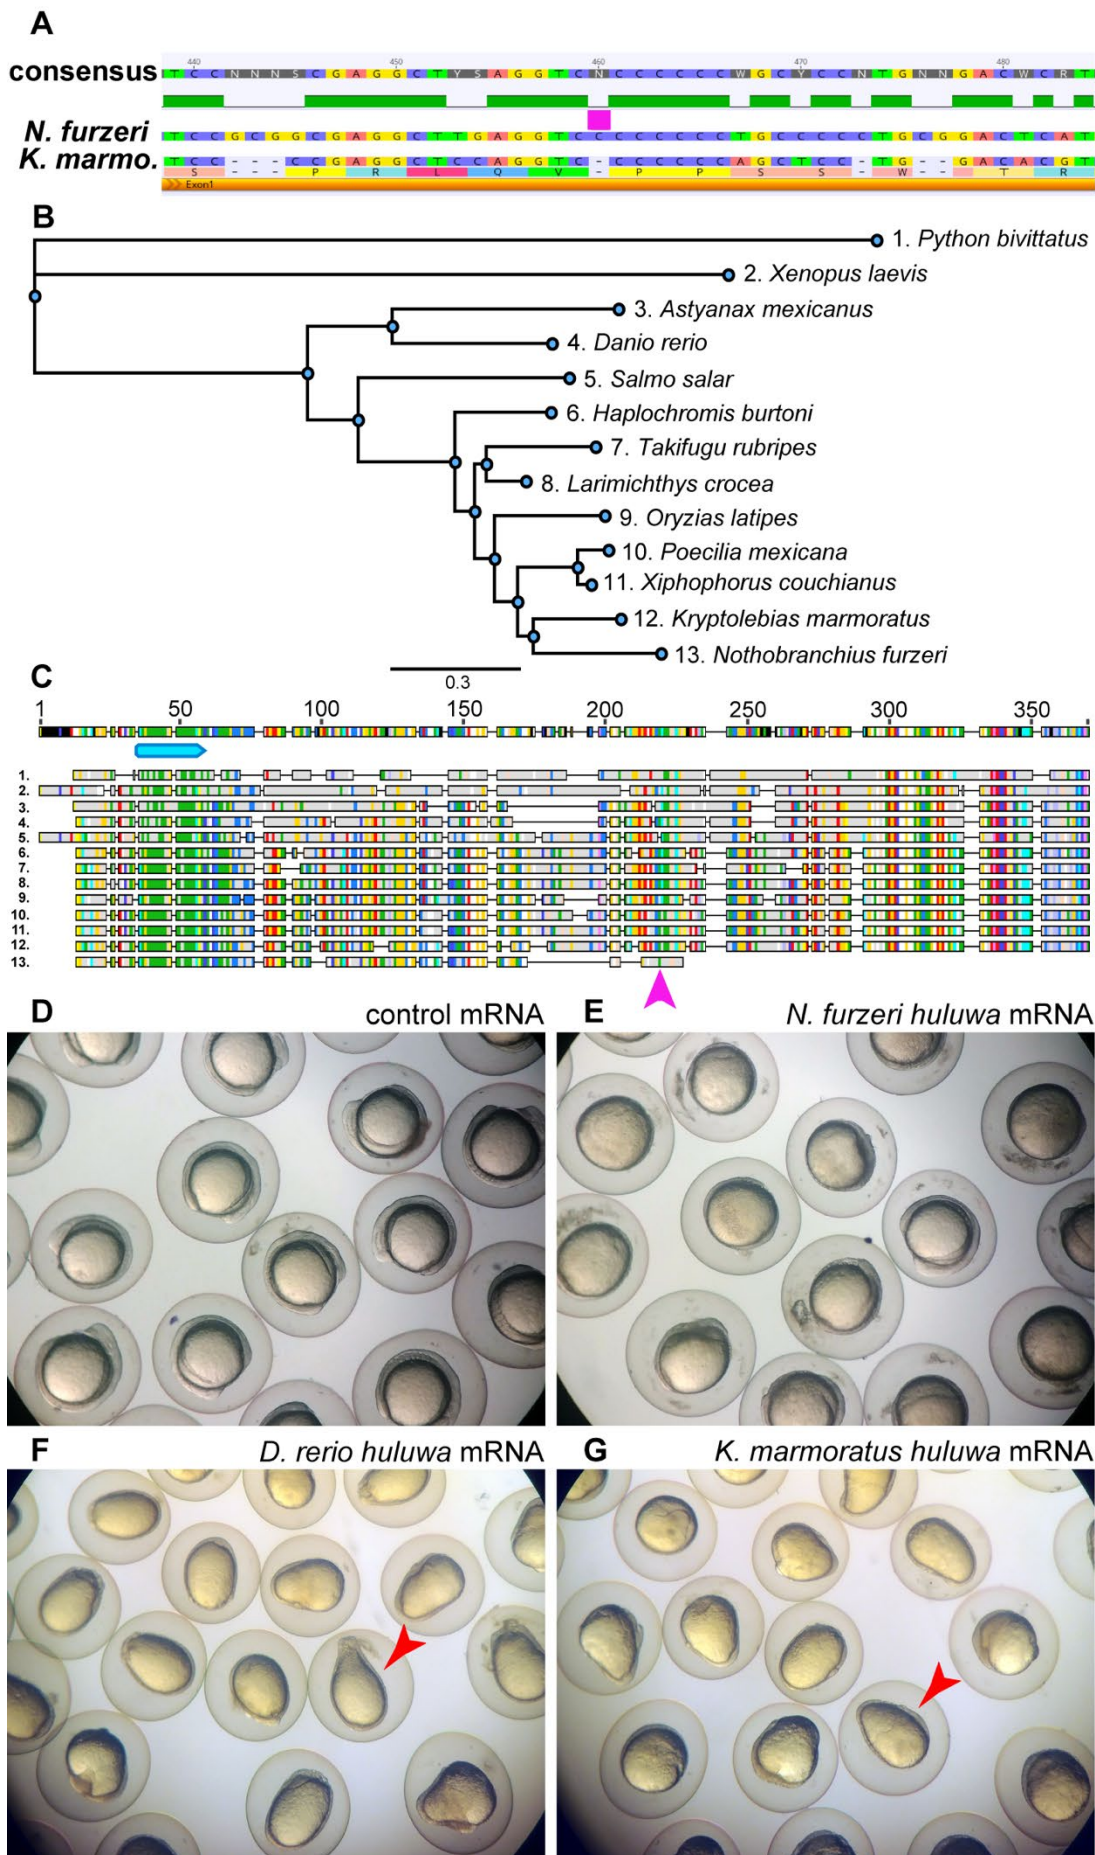 A
440 450 460 470 480
consensus T C C N N N S C G A G G C T Y S A G G T C N C C C C C C W G C Y C C N T G N N G A C W C R T
N. furzeri T C C G C G G C G A G G C T T G A G G T C C C C C C C C T G C C C C C T G C G G A C T C A T
K. marmo. T C C - - - C C G A G G C T C C A G G T C - C C C C C C A G C T C C - T G - - G A C A C G T
S - - - P R L Q V - P P S S - W - - T R
Exon1
B
1. Python bivittatus
2. Xenopus laevis
3. Astyanax mexicanus
4. Danio rerio
5. Salmo salar
6. Haplochromis burtoni
7. Takifugu rubripes
8. Larimichthys crocea
9. Oryzias latipes
10. Poecilia mexicana
11. Xiphophorus couchianus
12. Kryptolebias marmoratus
13. Nothobranchius furzeri
0.3
C
1 50 100 150 200 250 300 350
1.
2.
3.
4.
5.
6.
7.
8.
9.
10.
11.
12.
13.
D control mRNA
E N. furzeri huluwa mRNA
F D. rerio huluwa mRNA
G K. marmoratus huluwa mRNA